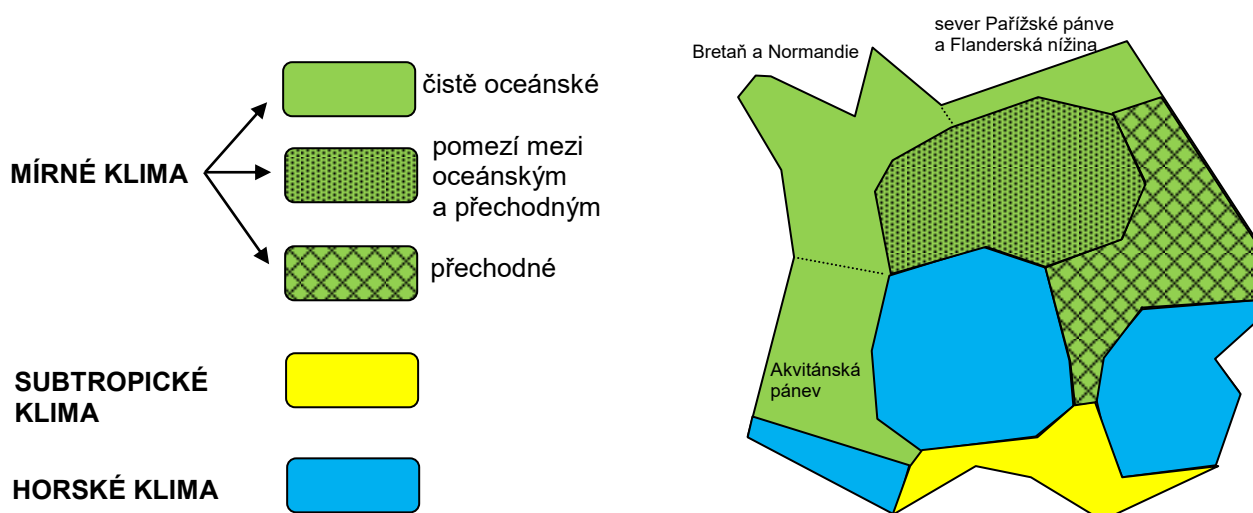 MÍRNÉ KLIMA
čistě oceánské
pomezí mezi
oceánským
a přechodným
přechodné
SUBTROPICKÉ
KLIMA
HORSKÉ KLIMA
Bretaň a Normandie
sever Pařížské pánve
a Flanderská nížina
Akvitánská
pánev